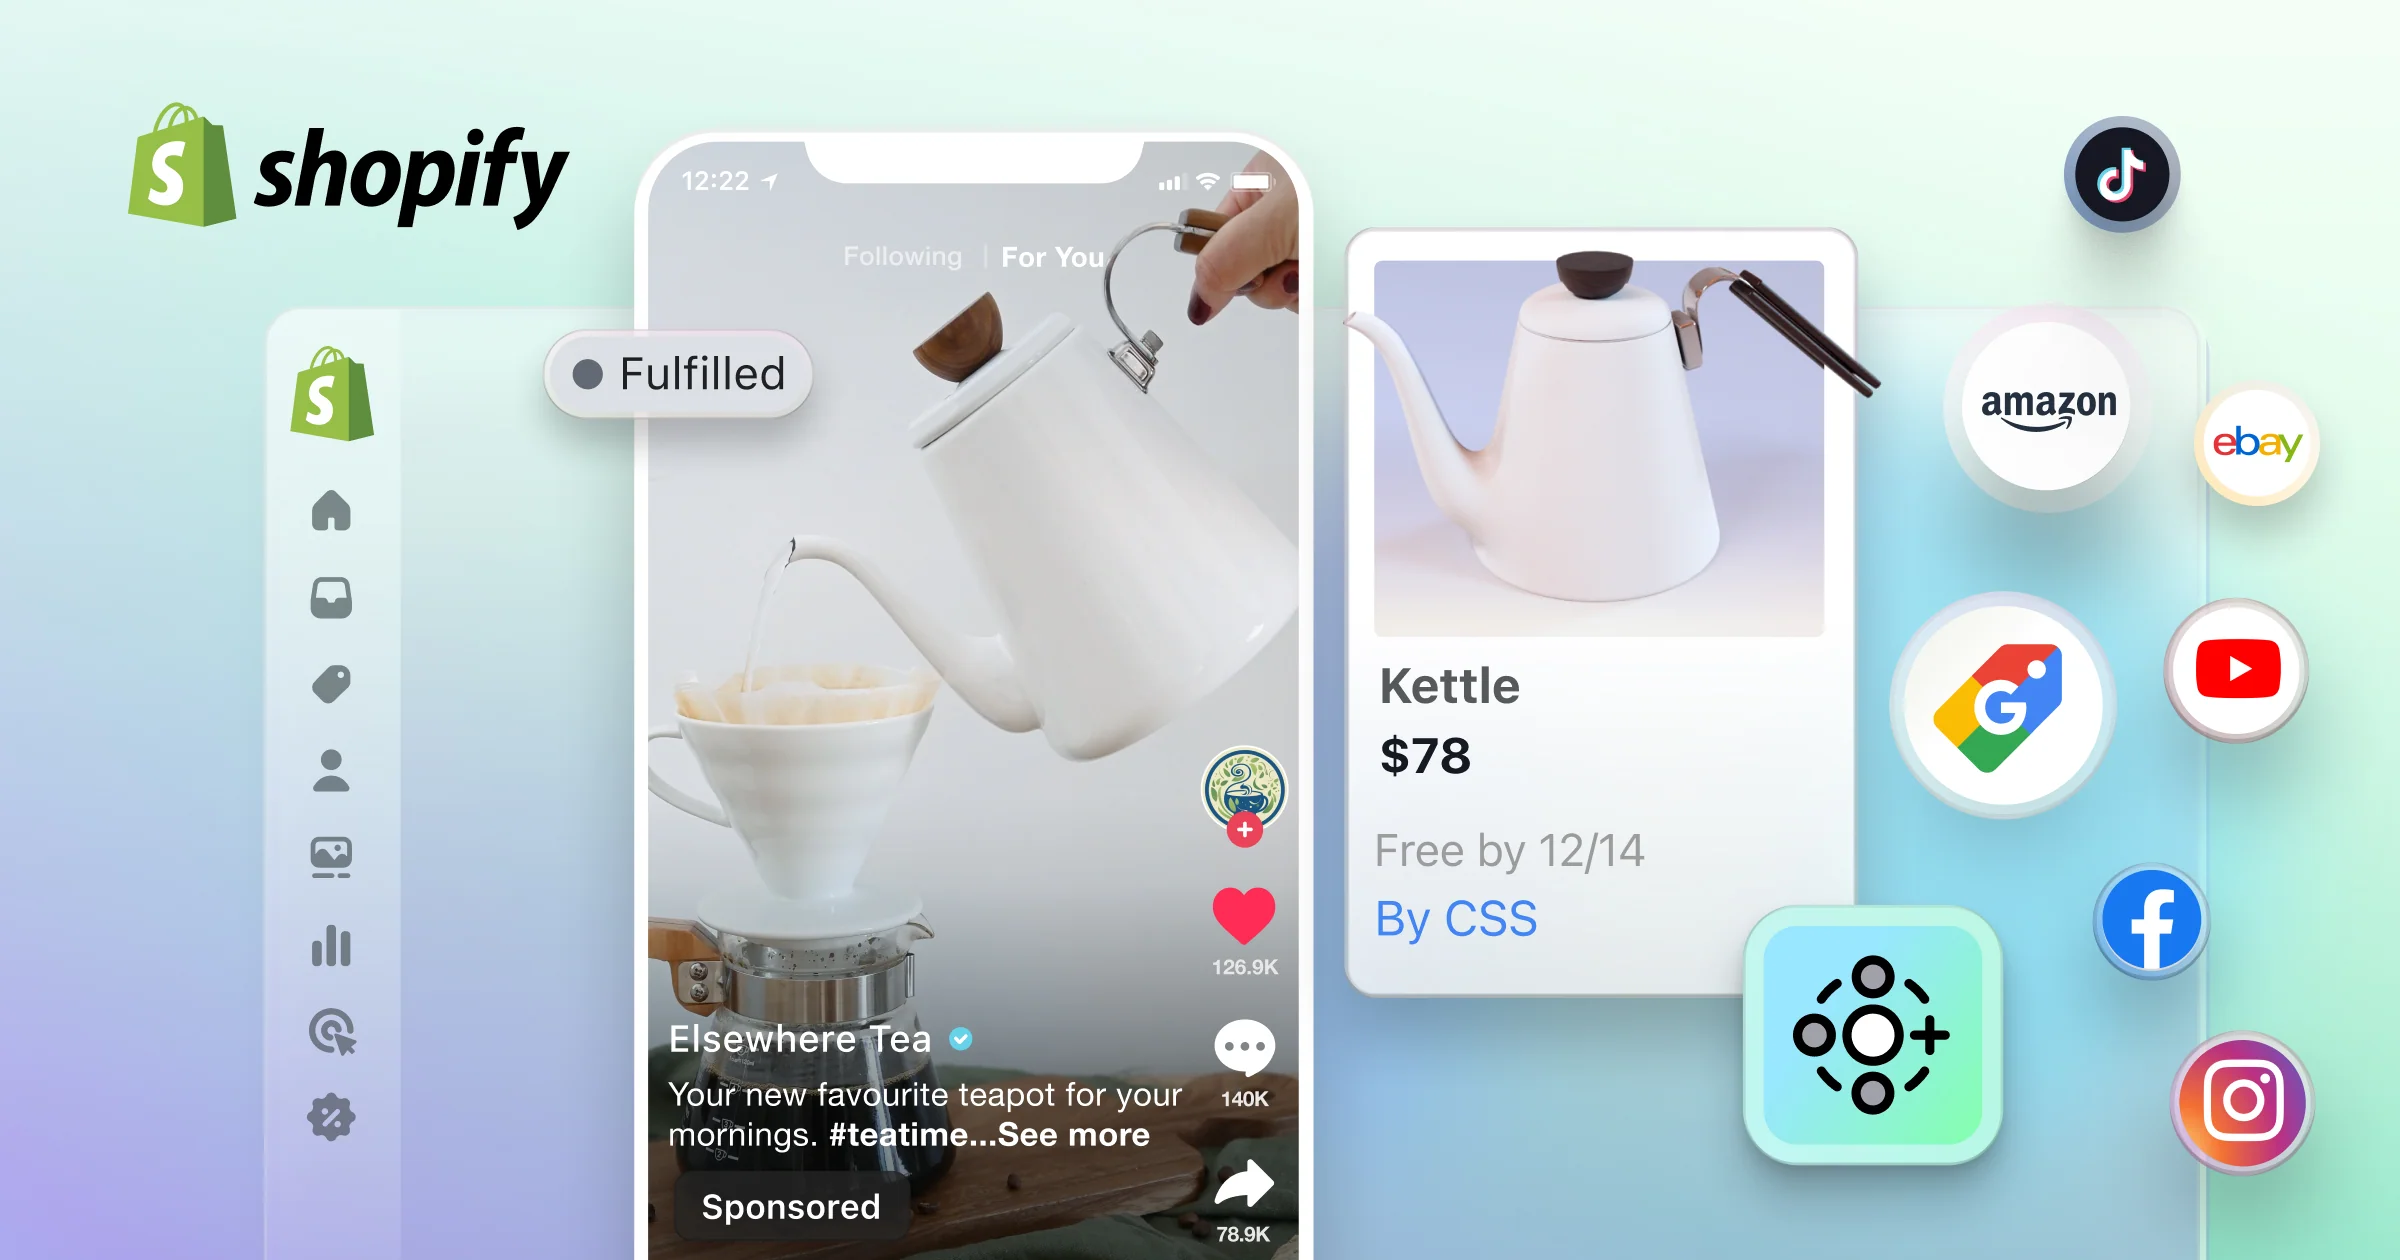 shopify
12:22
Following | For You
Fulfilled
126.9K
Elsewhere Tea
140K
Your new favourite teapot for your
mornings. #teatime...See more
Sponsored
78.9K
Kettle
$78
Free by 12/14
By CSS
amazon
ebay